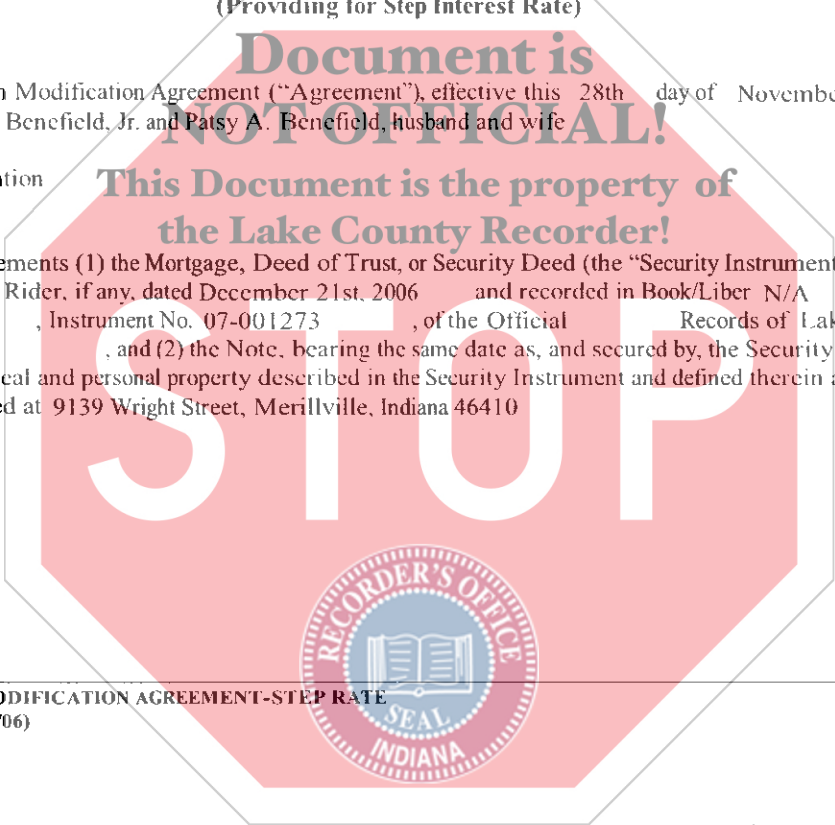 (Providing for Step Interest Rate)
Document is
n Modification Agreement (“Agreement”), effective this 28th day of Novembe
NOT OFFICIAL!
Benefield, Jr. and Patsy A. Benefield, husband and wife
ation
This Document is the property of
the Lake County Recorder!
ements (1) the Mortgage, Deed of Trust, or Security Deed (the “Security Instrument
Rider, if any, dated December 21st, 2006 and recorded in Book/Liber N/A
, Instrument No. 07-001273 , of the Official Records of Lak
, and (2) the Note, bearing the same date as, and secured by, the Security
eal and personal property described in the Security Instrument and defined therein a
ed at 9139 Wright Street, Merillville, Indiana 46410
STOP
RECORDER'S OFFICE
SEAL
INDIANA
ODIFICATION AGREEMENT-STEP RATE
/06)